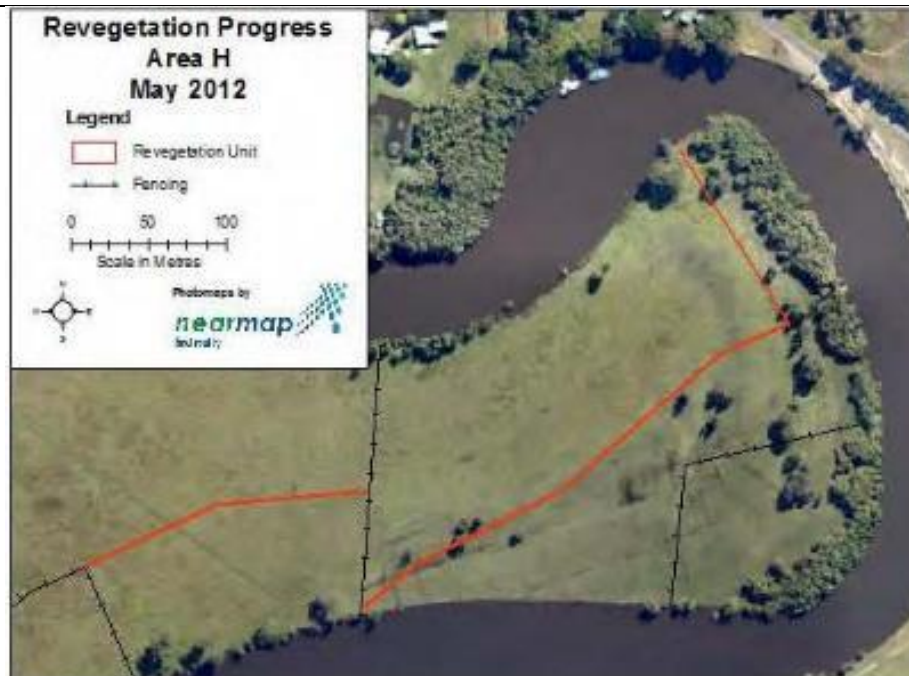 Revegetation Progress
Area H
May 2012
Legend
Revegetation Unit
Fencing
0 50 100
Scale in Metres
N
W E
S
Photomaps by
nearmap